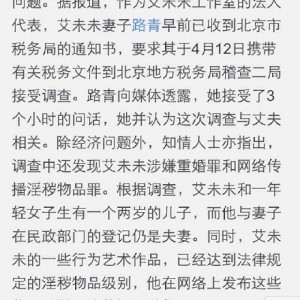 问题。据报道，作为艾未未工作室的法人
代表，艾未未妻子路青早前已收到北京市
税务局的通知书，要求其于4月12日携带
有关税务文件到北京地方税务局稽查二局
接受调查。路青向媒体透露，她接受了3
个小时的问话，她并认为这次调查与丈夫
相关。除经济问题外，知情人士亦指出，
调查中还发现艾未未涉嫌重婚罪和网络传
播淫秽物品罪。根据调查，艾未未和一年
轻女子生有一个两岁的儿子，而他与妻子
在民政部门的登记仍是夫妻。同时，艾未
未的一些行为艺术作品，已经达到法律规
定的淫秽物品级别，他在网络上发布这些